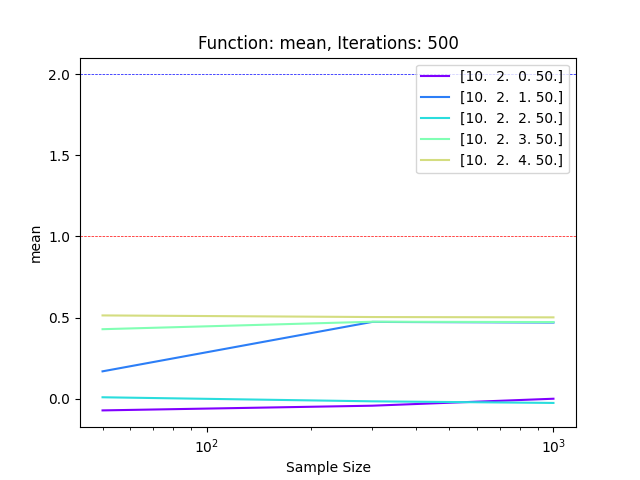 Function: mean, Iterations: 500
2.0
1.5
1.0
0.5
0.0
mean
[10.  2.  0. 50.]
[10.  2.  1. 50.]
[10.  2.  2. 50.]
[10.  2.  3. 50.]
[10.  2.  4. 50.]
10²
10³
Sample Size